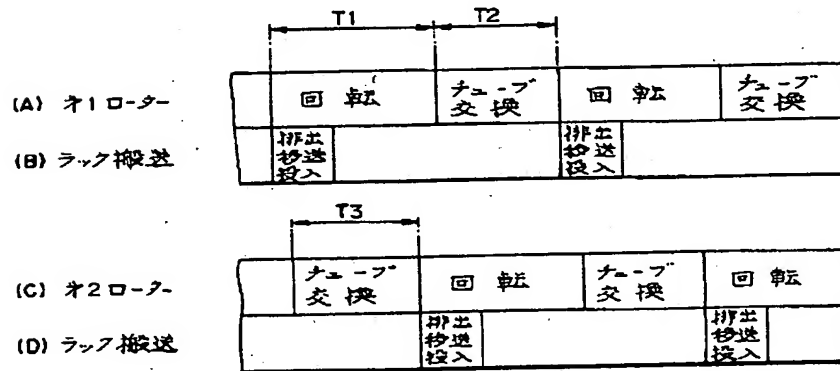 T1
T2
(A) オ1ローター
回転
チューブ
交換
回転
チューブ
交換
(B) ラック搬送
排出
移送
投入
排出
移送
投入
T3
(C) オ2ローター
チューブ
交換
回転
チューブ
交換
回転
(D) ラック搬送
排出
移送
投入
排出
移送
投入